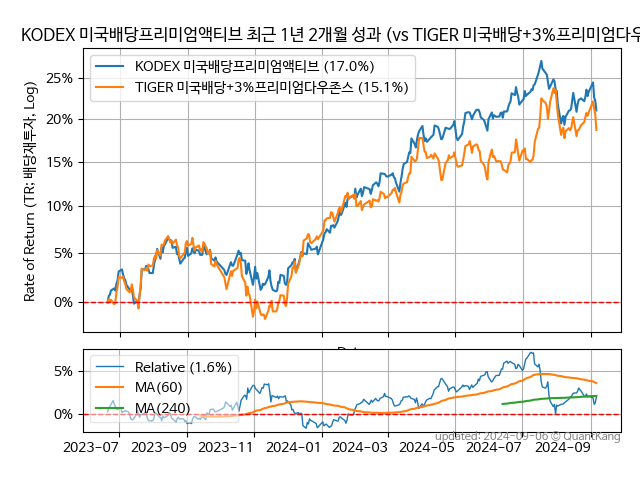 KODEX 미국배당프리미엄액티브 최근 1년 2개월 성과 (vs TIGER 미국배당+3%프리미엄다우
KODEX 미국배당프리미엄액티브 (17.0%)
TIGER 미국배당+3%프리미엄다우존스 (15.1%)
Rate of Return (TR: 배당재투자, Log)
25%
20%
15%
10%
5%
0%
Relative (1.6%)
MA(60)
MA(240)
5%
0%
2023-07
2023-09
2023-11
2024-01
2024-03
2024-05
2024-07
2024-09
updated: 2024-09-06 © QuantKang